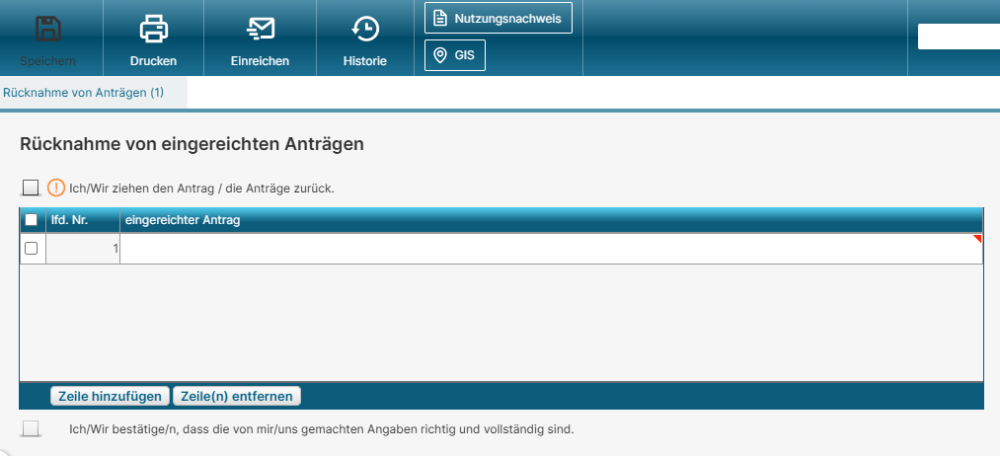 Speichern
Drucken
Einreichen
Historie
Nutzungsnachweis
GIS
Rücknahme von Anträgen (1)
Rücknahme von eingereichten Anträgen
Ich/Wir ziehen den Antrag / die Anträge zurück.
lfd. Nr. eingereichter Antrag
1
Zeile hinzufügen Zeile(n) entfernen
Ich/Wir bestätige/n, dass die von mir/uns gemachten Angaben richtig und vollständig sind.